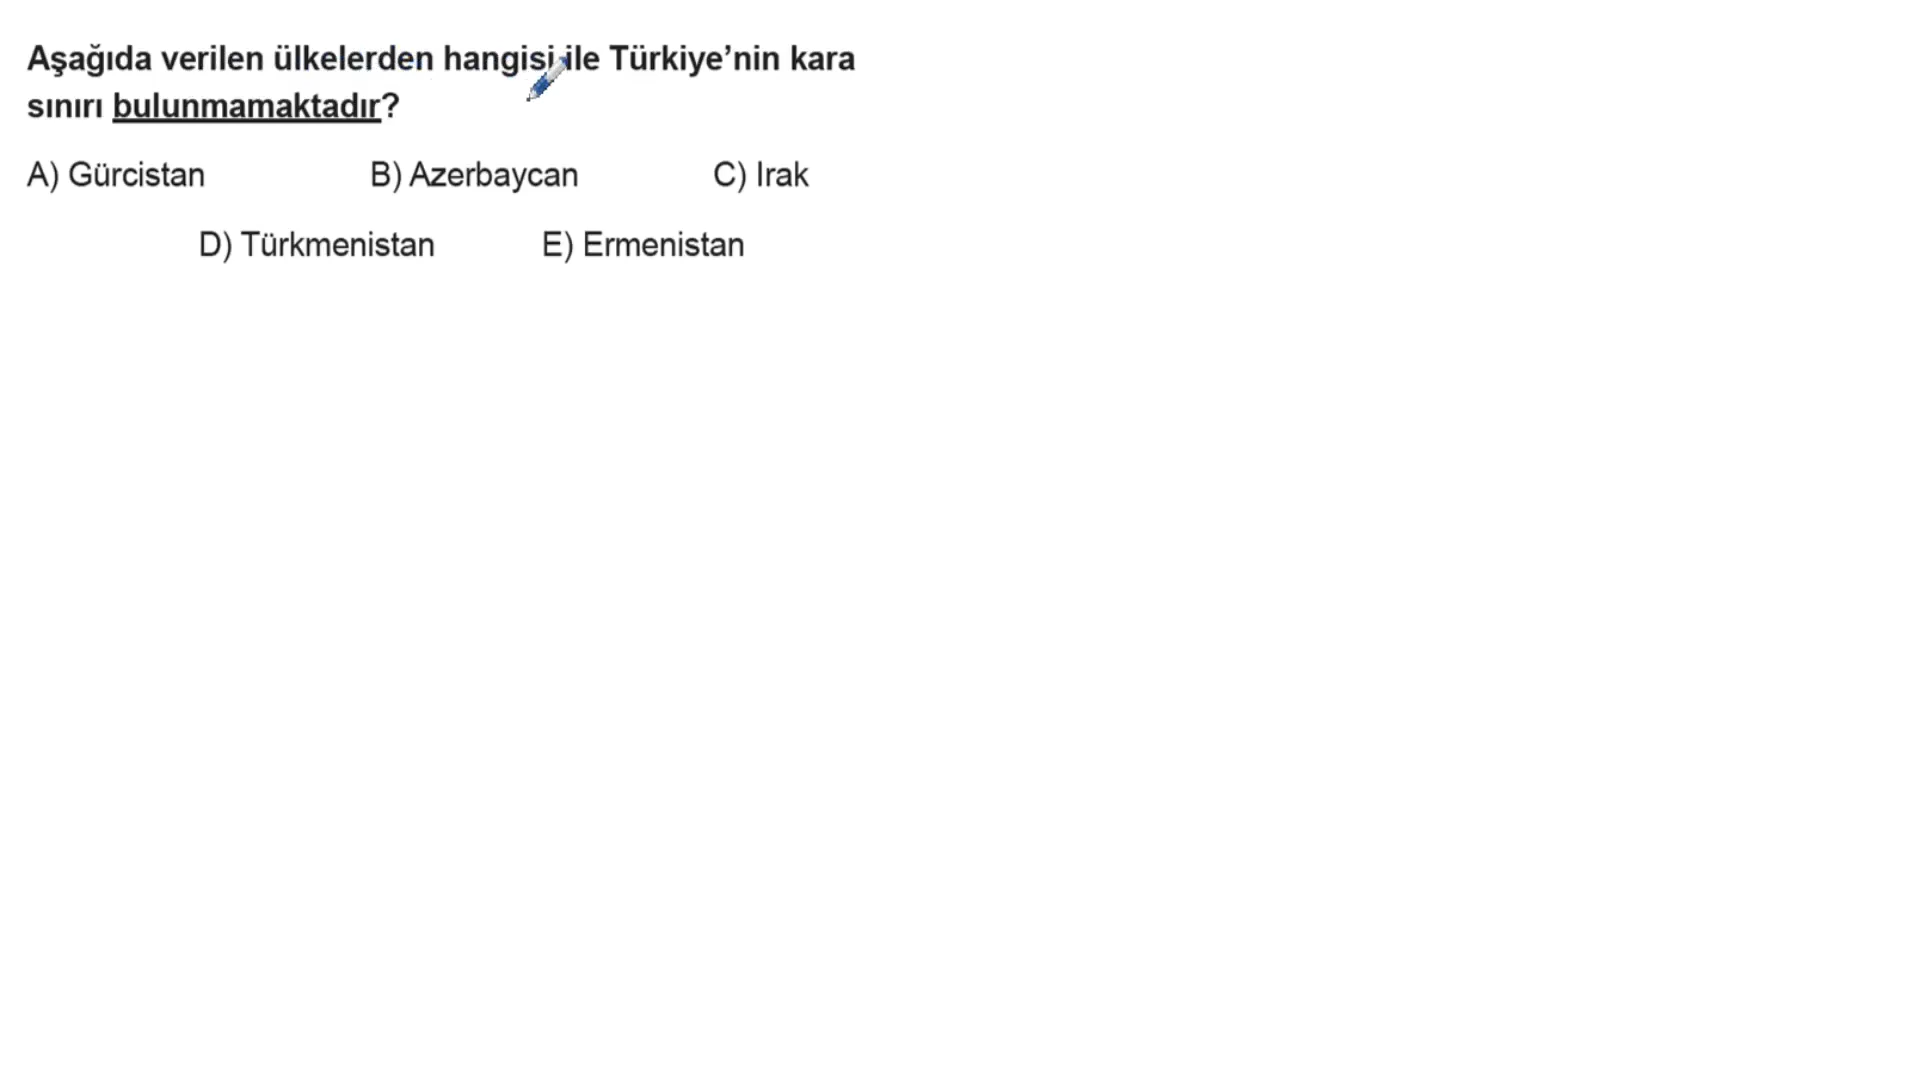 Aşağıda verilen ülkelerden hangisi ile Türkiye’nin kara
sınırı bulunmamaktadır?
A) Gürcistan B) Azerbaycan C) Irak
D) Türkmenistan E) Ermenistan